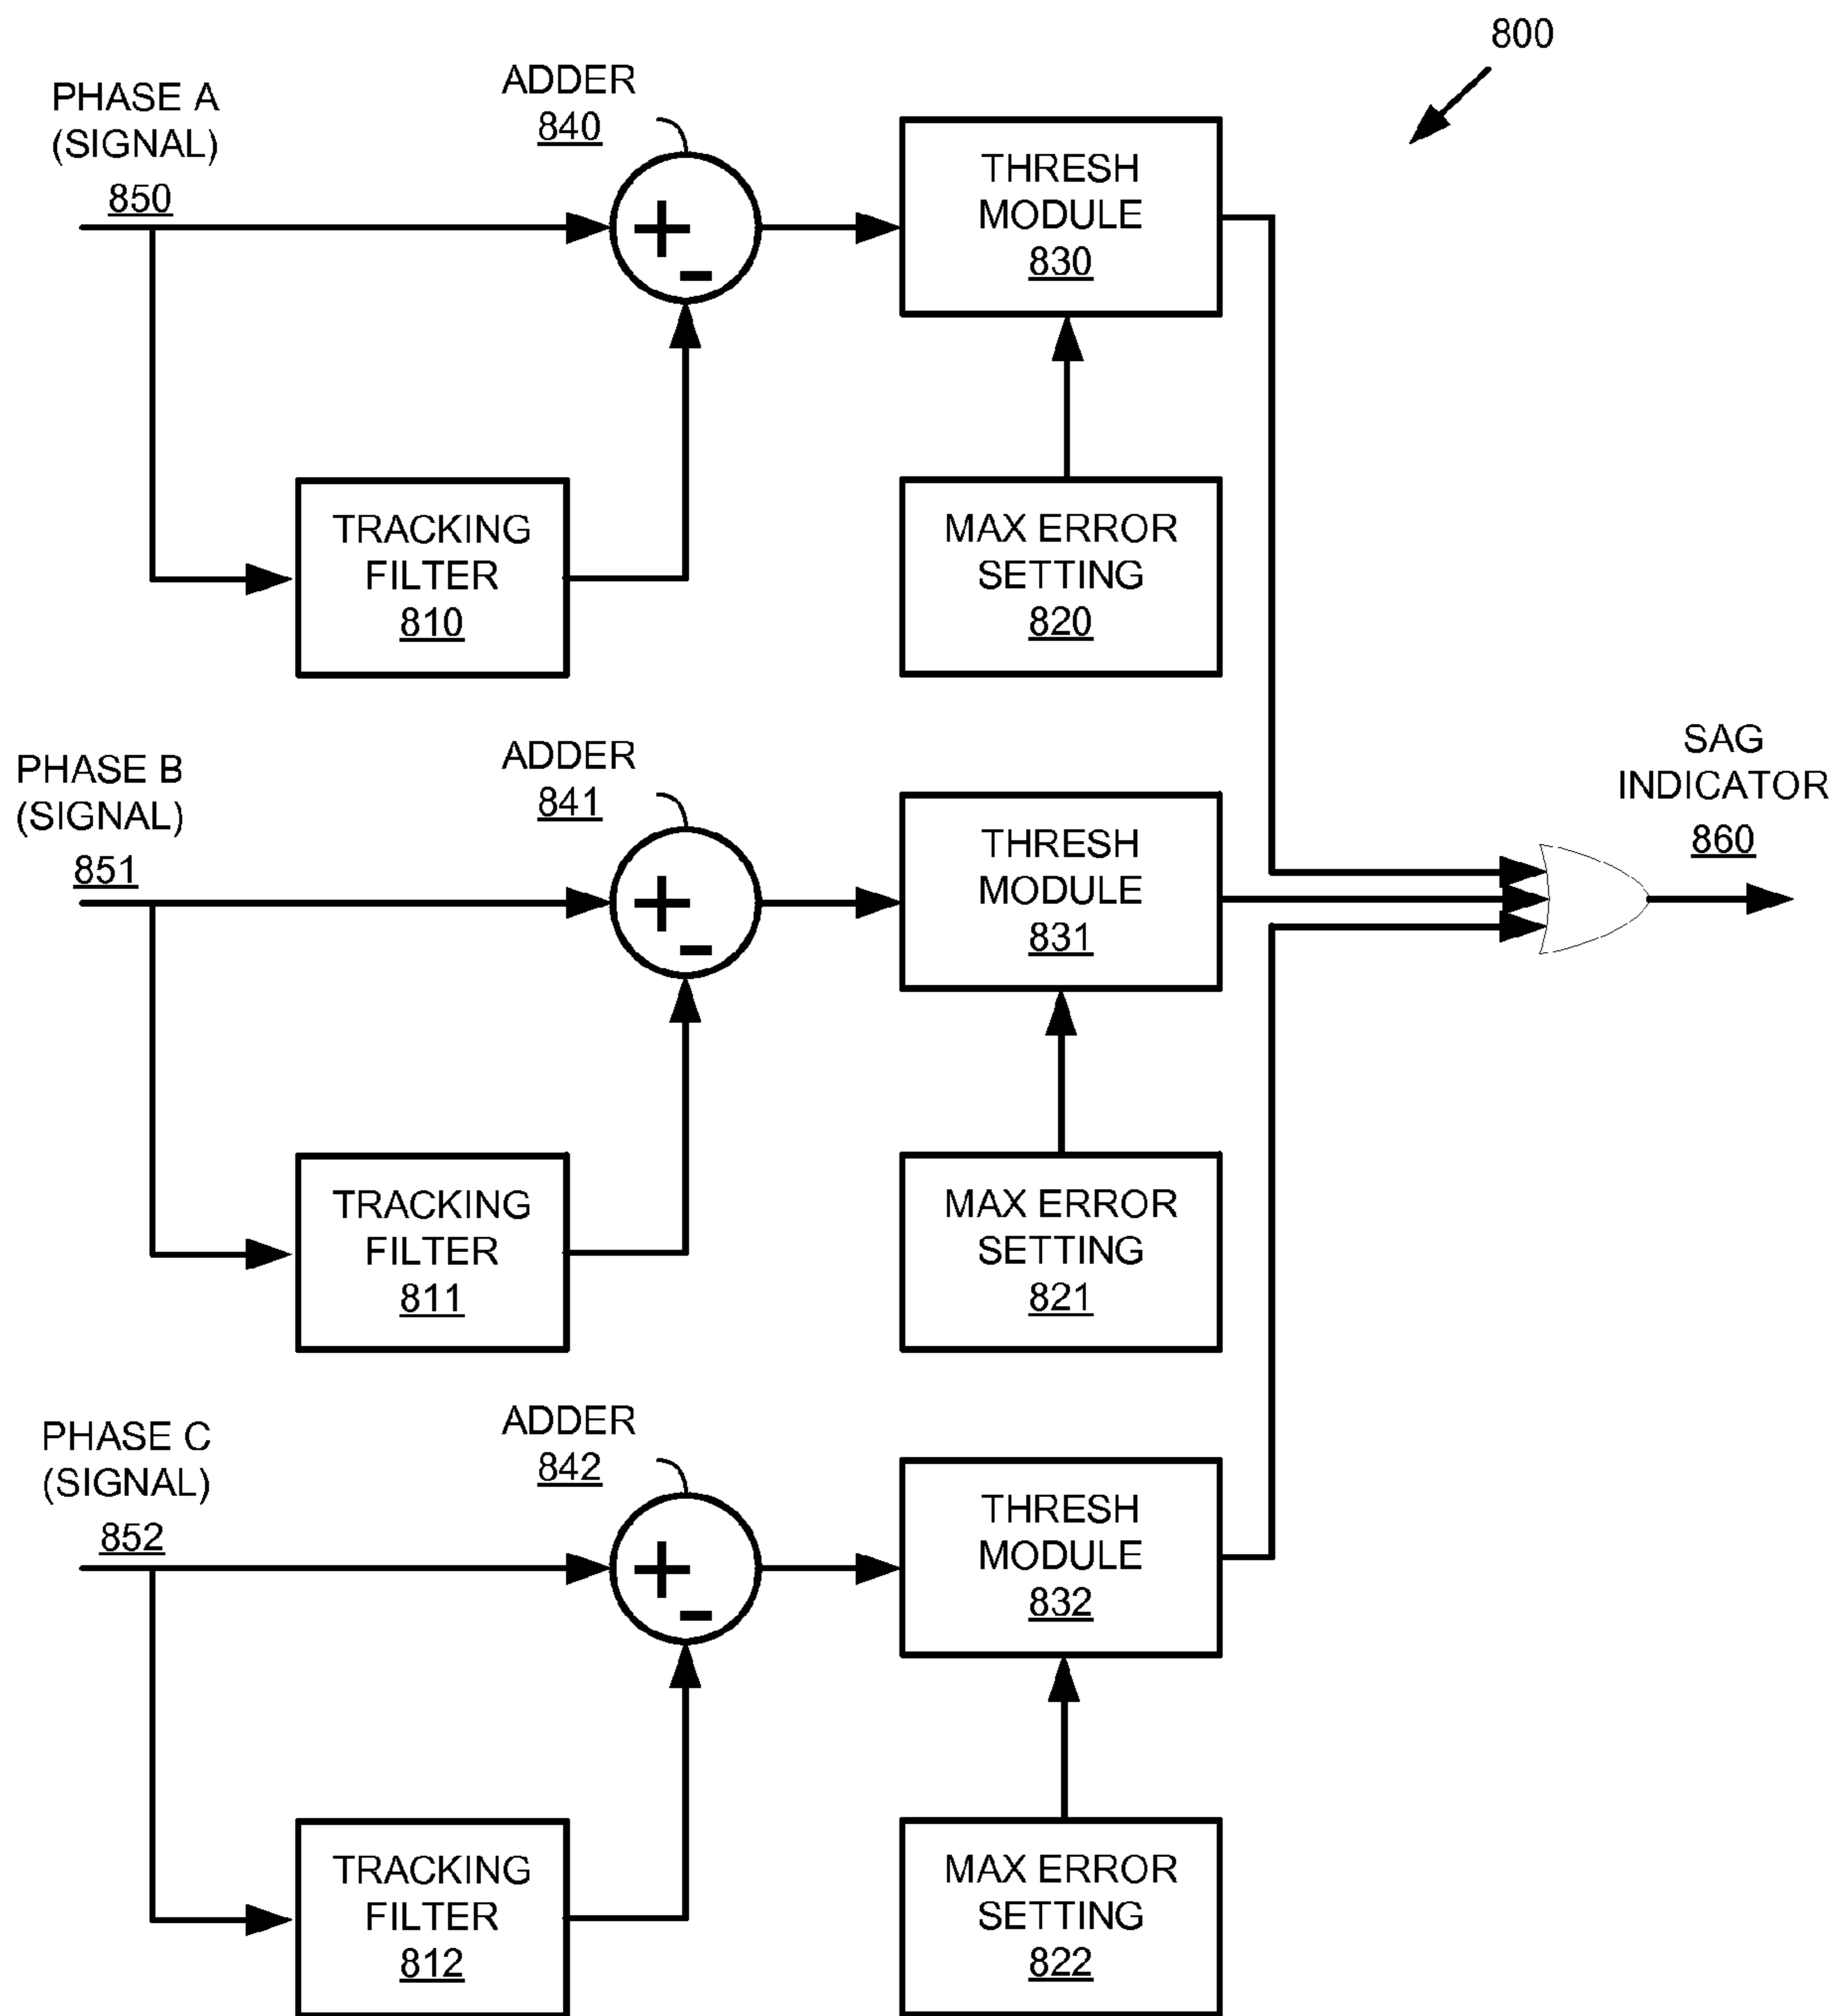 800
PHASE A
(SIGNAL)
850
ADDER
840
+
-
THRESH
MODULE
830
TRACKING
FILTER
810
MAX ERROR
SETTING
820
PHASE B
(SIGNAL)
851
ADDER
841
+
-
THRESH
MODULE
831
SAG
INDICATOR
860
TRACKING
FILTER
811
MAX ERROR
SETTING
821
PHASE C
(SIGNAL)
852
ADDER
842
+
-
THRESH
MODULE
832
TRACKING
FILTER
812
MAX ERROR
SETTING
822